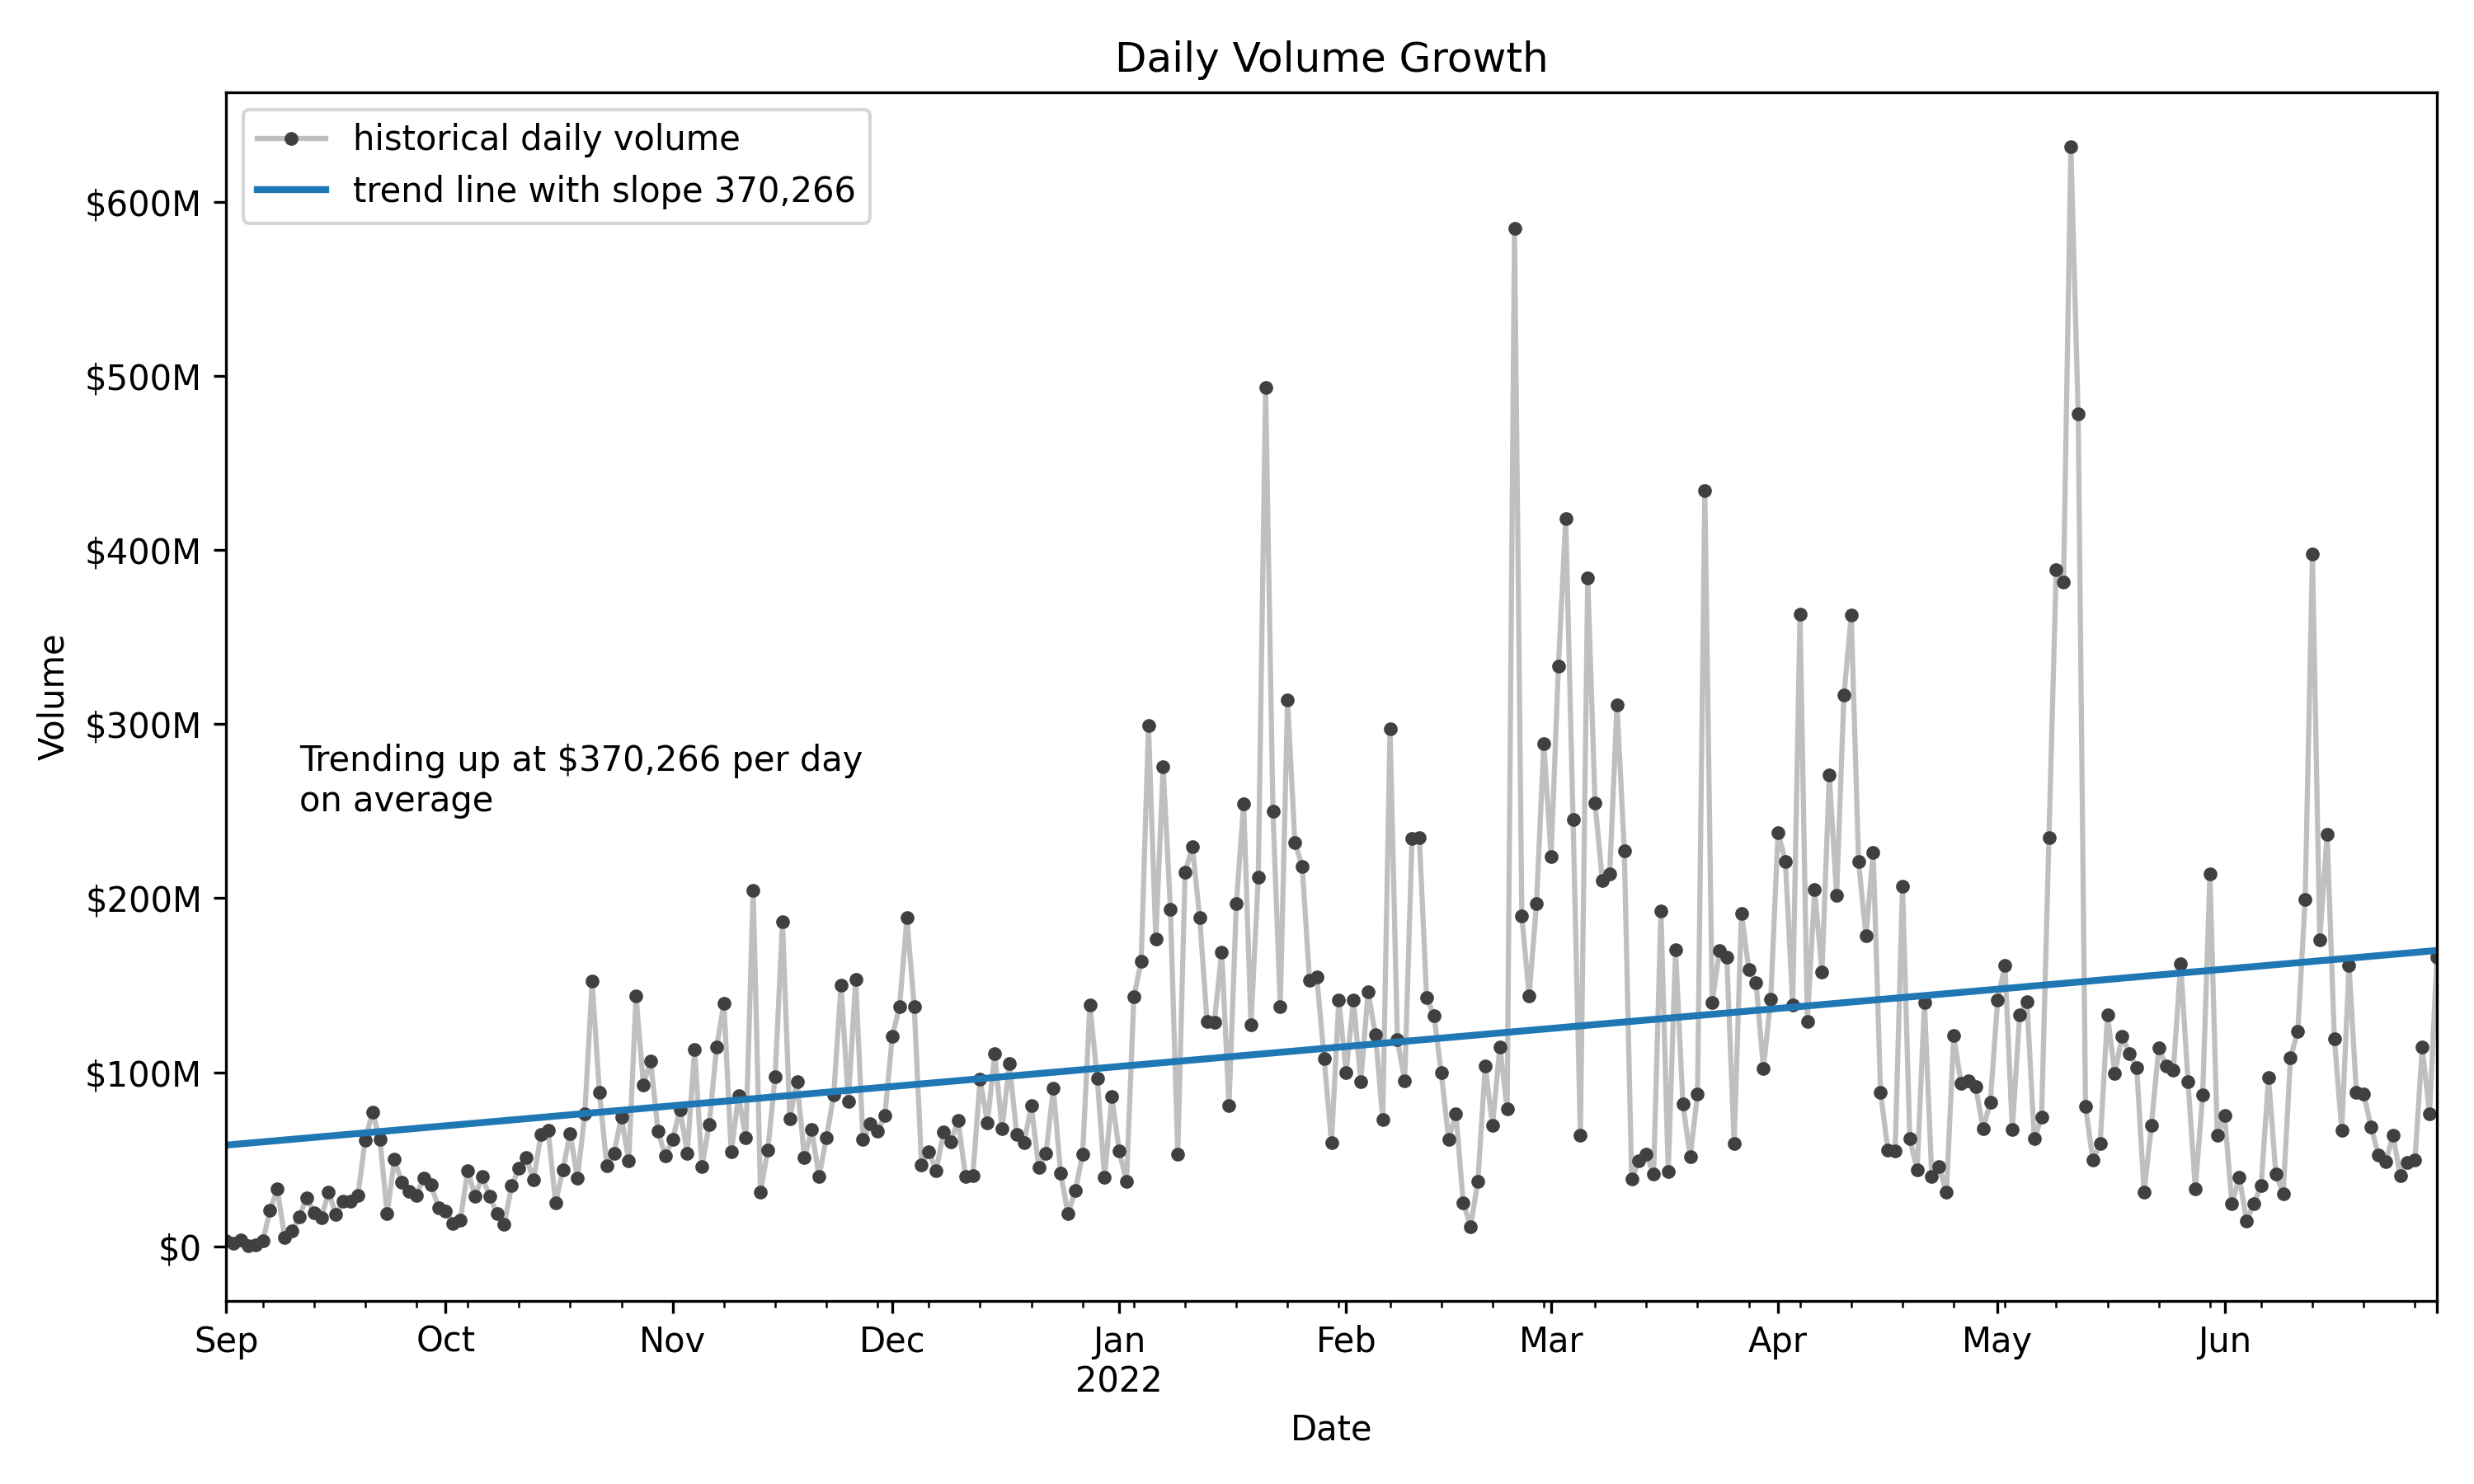 Daily Volume Growth
historical daily volume
trend line with slope 370,266
$600M
$500M
$400M
$300M
$200M
$100M
$0
Volume
Trending up at $370,266 per day
on average
Sep Oct Nov Dec Jan Feb Mar Apr May Jun
2022
Date